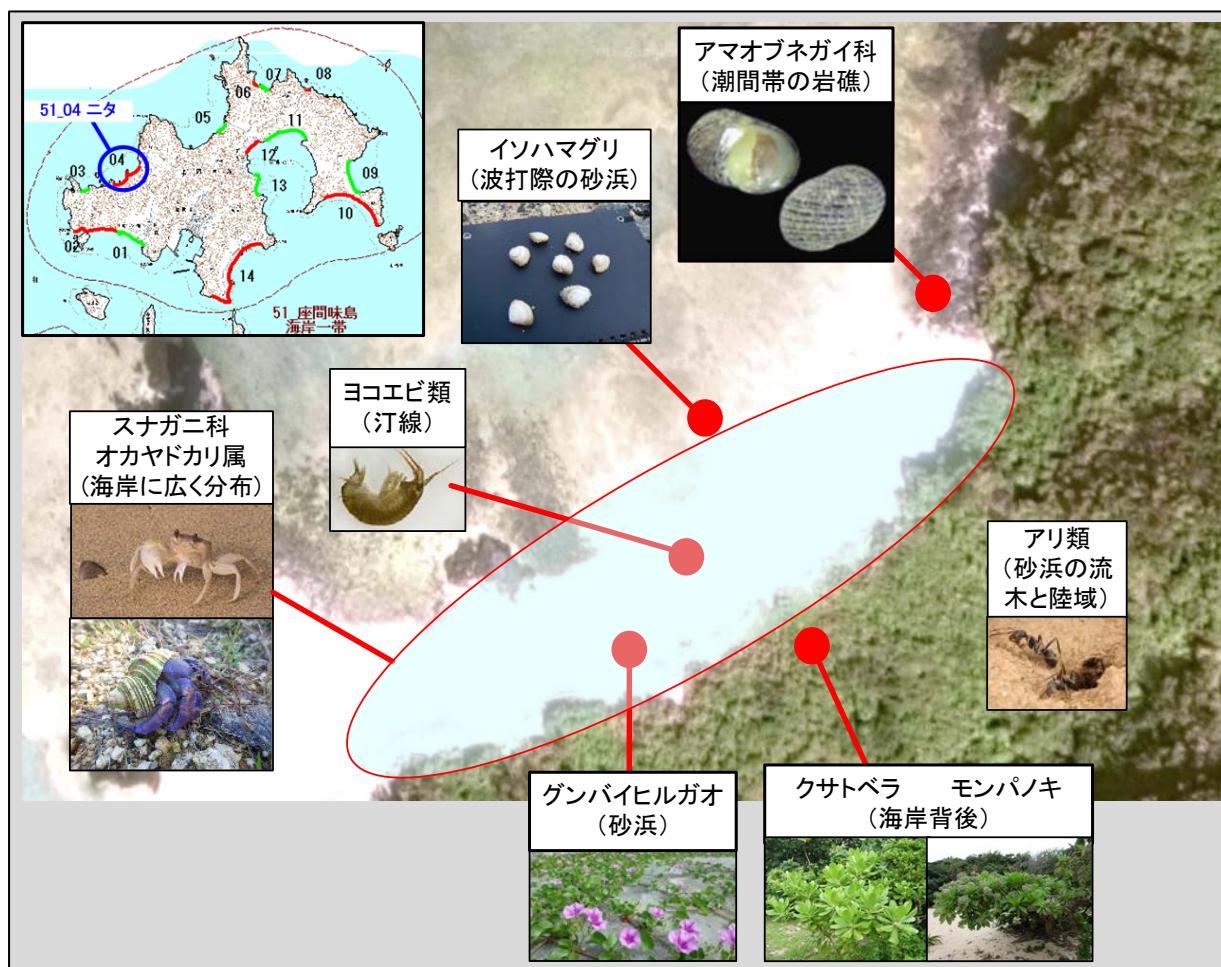 51_04 ニタ
01
02
03
04
05
06
07
08
09
10
11
12
13
14
51_座間味島
海岸一帯
アマオブネガイ科
（潮間帯の岩礁）
イソハマグリ
（波打際の砂浜）
ヨコエビ類
（汀線）
スナガニ科
オカヤドカリ属
（海岸に広く分布）
アリ類
（砂浜の流
木と陸域）
グンバイヒルガオ
（砂浜）
クサトベラ　　モンパノキ
（海岸背後）